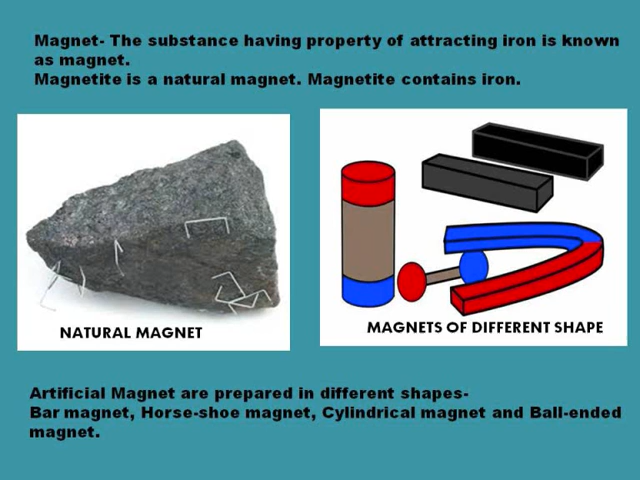 Magnet- The substance having property of attracting iron is known
as magnet.
Magnetite is a natural magnet. Magnetite contains iron.
NATURAL MAGNET
MAGNETS OF DIFFERENT SHAPE
Artificial Magnet are prepared in different shapes-
Bar magnet, Horse-shoe magnet, Cylindrical magnet and Ball-ended
magnet.